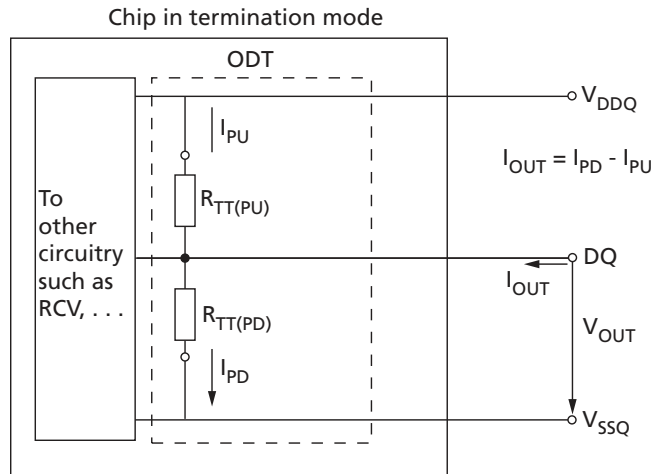 Chip in termination mode
ODT
V_DDQ
I_PU
I_OUT = I_PD - I_PU
To
other
circuitry
such as
RCV, . . .
R_TT(PU)
DQ
I_OUT
R_TT(PD)
V_OUT
I_PD
V_SSQ